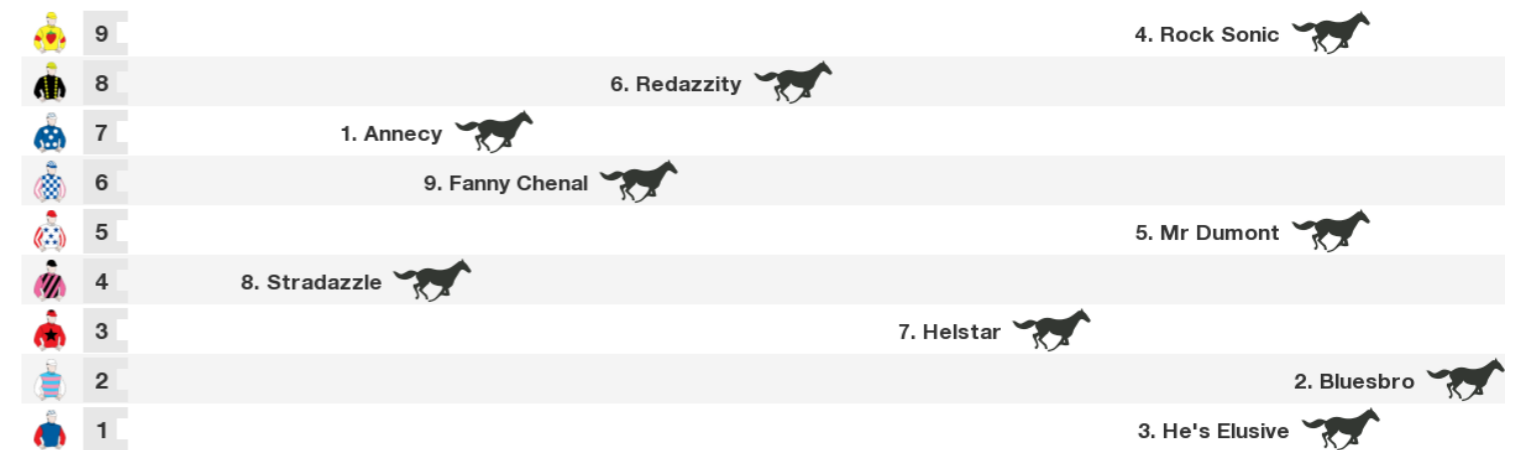 9 4. Rock Sonic
8 6. Redazzity
7 1. Annecy
6 9. Fanny Chenal
5 5. Mr Dumont
4 8. Stradazzle
3 7. Helstar
2 2. Bluesbro
1 3. He's Elusive